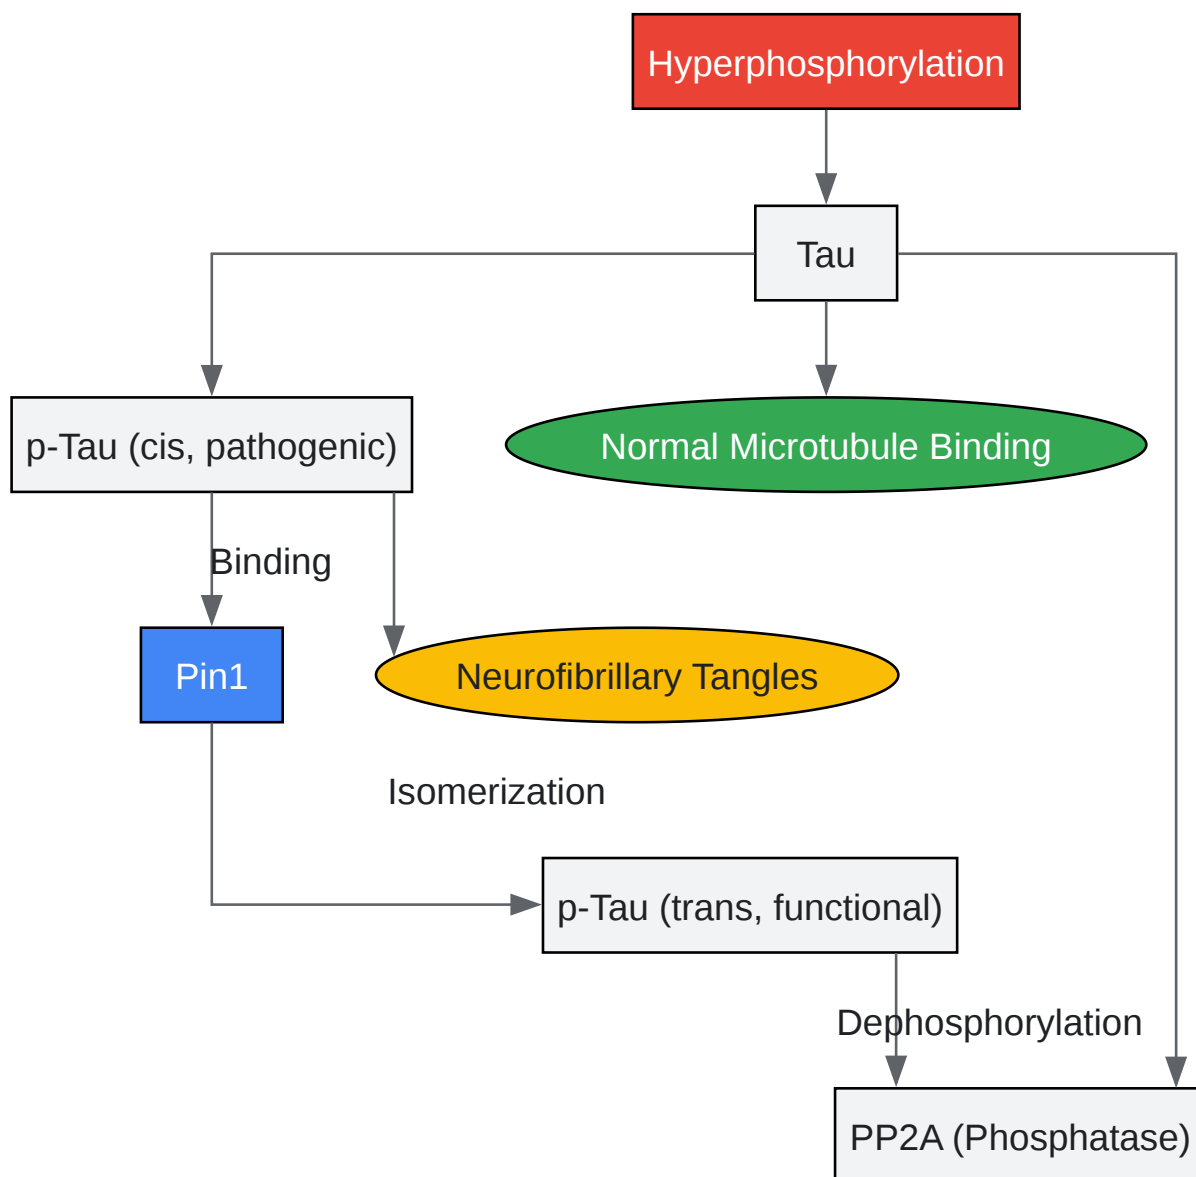 Hyperphosphorylation
Tau
p-Tau (cis, pathogenic)
Normal Microtubule Binding
Binding
Pin1
Neurofibrillary Tangles
Isomerization
p-Tau (trans, functional)
Dephosphorylation
PP2A (Phosphatase)